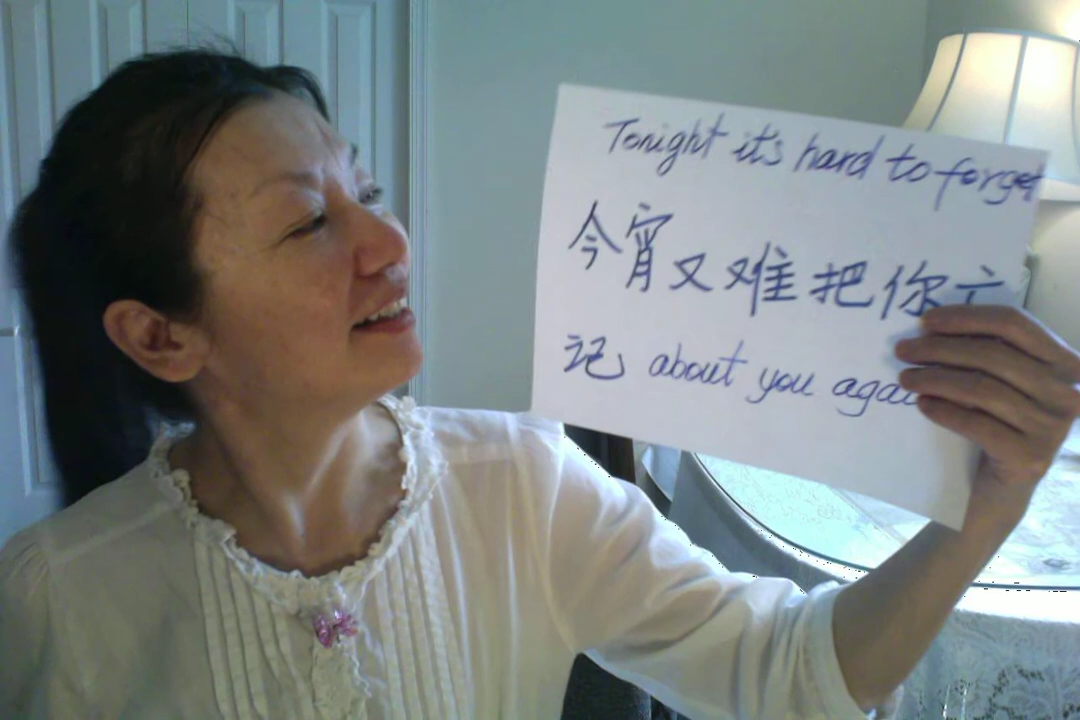 Tonight it's hard to forget
今宵又难把你
记 about you